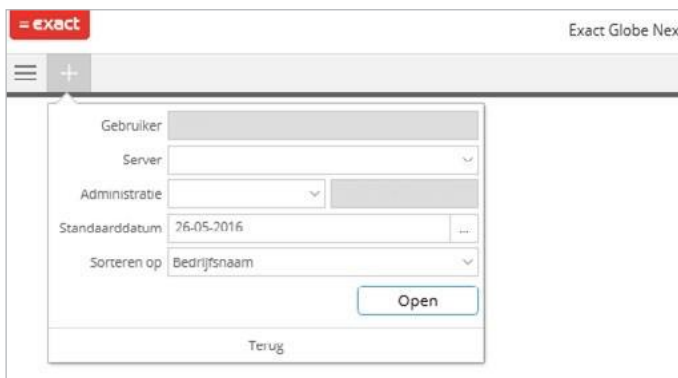 = exact
Exact Globe Nex
Gebruiker
Server
Administratie
Standaarddatum 26-05-2016 ...
Sorteren op Bedrijfsnaam
Open
Terug